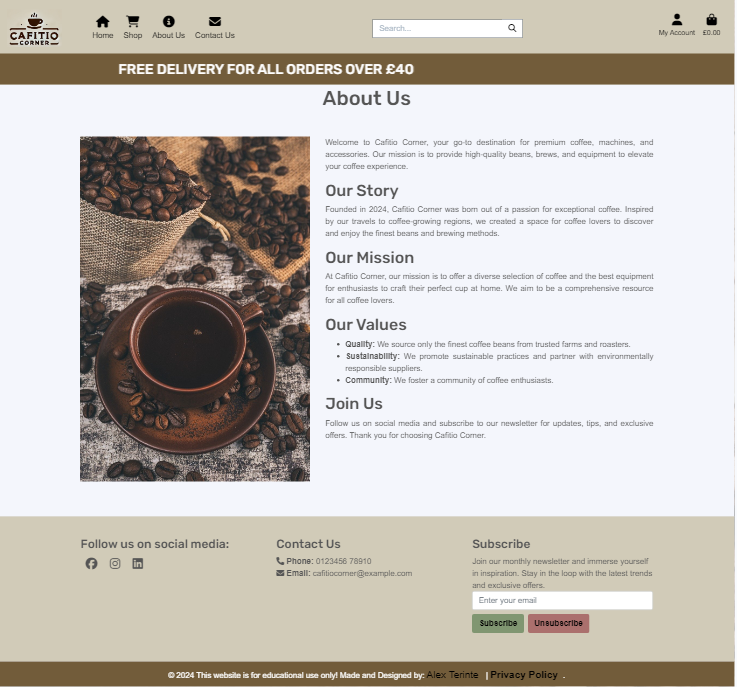 CAFITIO
CORNER
Home Shop About Us Contact Us
Search...
My Account £0.00
FREE DELIVERY FOR ALL ORDERS OVER £40
About Us
Welcome to Cafitio Corner, your go-to destination for premium coffee, machines, and
accessories. Our mission is to provide high-quality beans, brews, and equipment to elevate
your coffee experience.
Our Story
Founded in 2024, Cafitio Corner was born out of a passion for exceptional coffee. Inspired
by our travels to coffee-growing regions, we created a space for coffee lovers to discover
and enjoy the finest beans and brewing methods.
Our Mission
At Cafitio Corner, our mission is to offer a diverse selection of coffee and the best equipment
for enthusiasts to craft their perfect cup at home. We aim to be a comprehensive resource
for all coffee lovers.
Our Values
• Quality: We source only the finest coffee beans from trusted farms and roasters.
• Sustainability: We promote sustainable practices and partner with environmentally
responsible suppliers.
• Community: We foster a community of coffee enthusiasts.
Join Us
Follow us on social media and subscribe to our newsletter for updates, tips, and exclusive
offers. Thank you for choosing Cafitio Corner.
Follow us on social media:
Contact Us
Phone: 0123456 78910
Email: cafitiocorner@example.com
Subscribe
Join our monthly newsletter and immerse yourself
in inspiration. Stay in the loop with the latest trends
and exclusive offers.
Enter your email
Subscribe Unsubscribe
© 2024 This website is for educational use only! Made and Designed by: Alex Terinte | Privacy Policy .